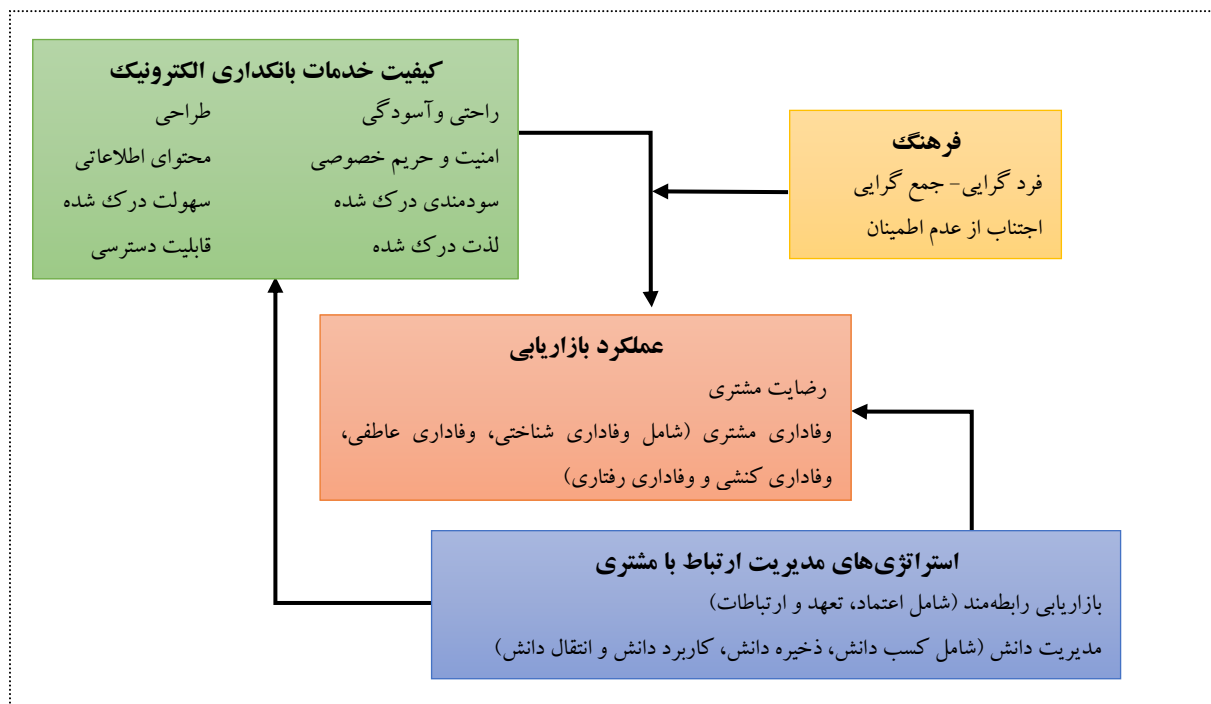 کیفیت خدمات بانکداری الکترونیک
راحتی وآسودگی طراحی
امنیت و حریم خصوصی محتوای اطلاعاتی
سودمندی درک شده سهولت درک شده
لذت درک شده قابلیت دسترسی
فرهنگ
فرد گرایی- جمع گرایی
اجتناب از عدم اطمینان
عملکرد بازاریابی
رضایت مشتری
وفاداری مشتری (شامل وفاداری شناختی، وفاداری عاطفی،
وفاداری کنشی و وفاداری رفتاری)
استراتژی‌های مدیریت ارتباط با مشتری
بازاریابی رابطه‌مند (شامل اعتماد، تعهد و ارتباطات)
مدیریت دانش (شامل کسب دانش، ذخیره دانش، کاربرد دانش و انتقال دانش)